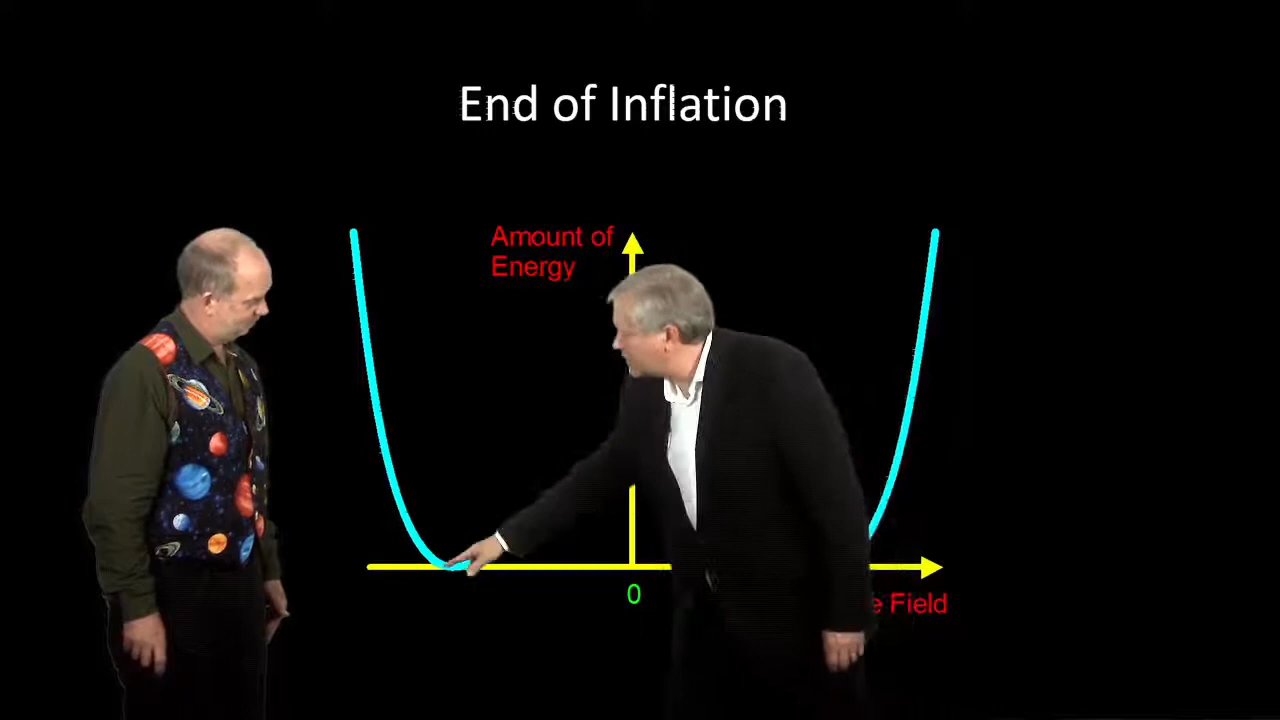 End of Inflation
Amount of
Energy
0
e Field